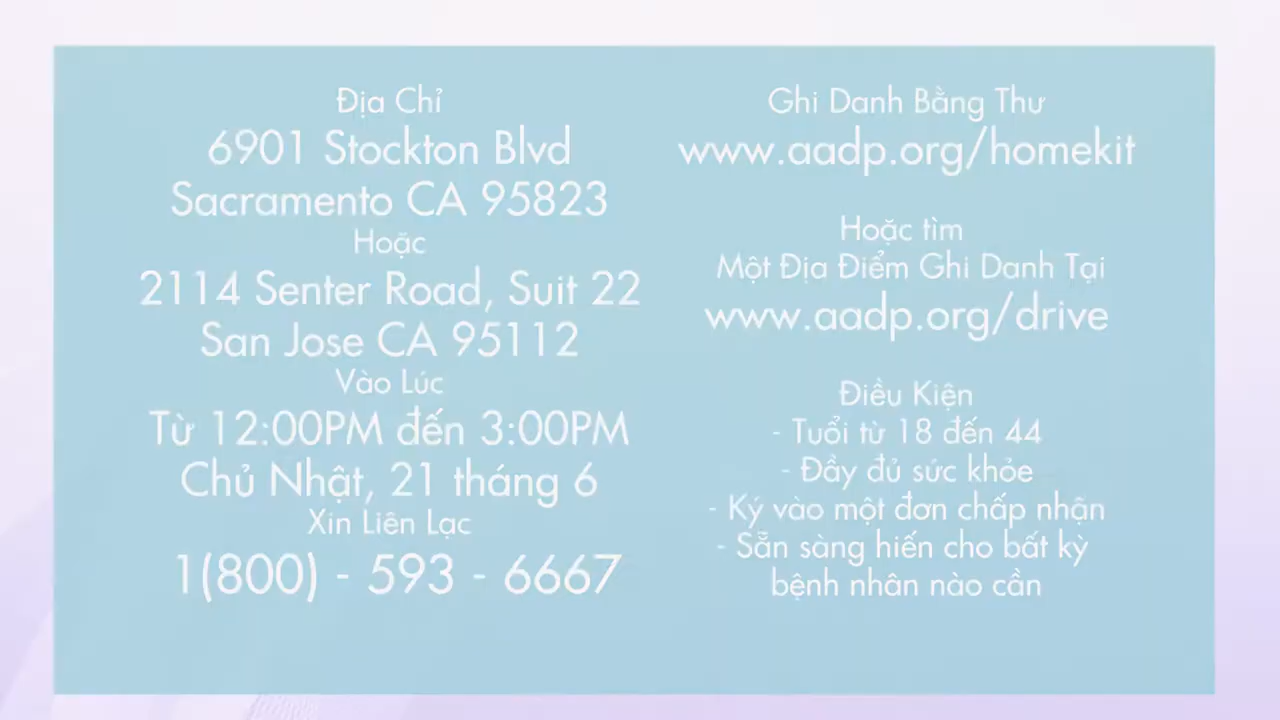 Địa Chỉ
6901 Stockton Blvd
Sacramento CA 95823
Hoặc
2114 Senter Road, Suit 22
San Jose CA 95112
Vào Lúc
Từ 12:00PM đến 3:00PM
Chủ Nhật, 21 tháng 6
Xin Liên Lạc
1(800) - 593 - 6667
Ghi Danh Bằng Thư
www.aadp.org/homekit
Hoặc tìm
Một Địa Điểm Ghi Danh Tại
www.aadp.org/drive
Điều Kiện
- Tuổi từ 18 đến 44
- Đầy đủ sức khỏe
- Ký vào một đơn chấp nhận
- Sẵn sàng hiến cho bất kỳ
bệnh nhân nào cần